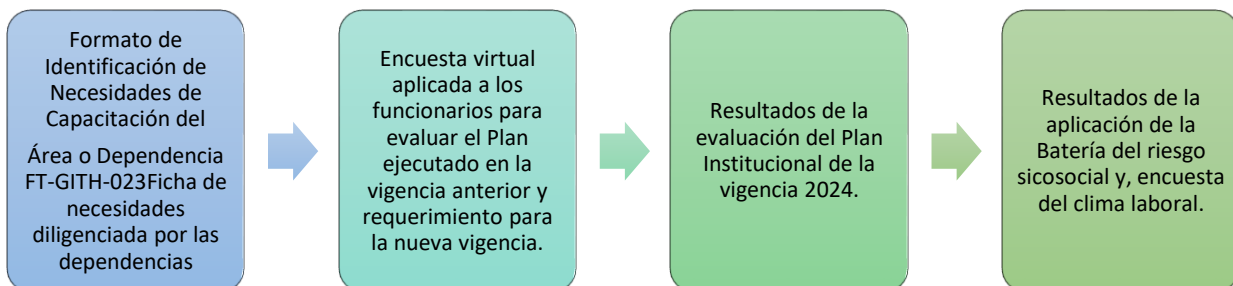 Formato de
Identificación de
Necesidades de
Capacitación del
Área o Dependencia
FT-GITH-023Ficha de
necesidades
diligenciada por las
dependencias
Encuesta virtual
aplicada a los
funcionarios para
evaluar el Plan
ejecutado en la
vigencia anterior y
requerimiento para
la nueva vigencia.
Resultados de la
evaluación del Plan
Institucional de la
vigencia 2024.
Resultados de la
aplicación de la
Batería del riesgo
sicosocial y, encuesta
del clima laboral.